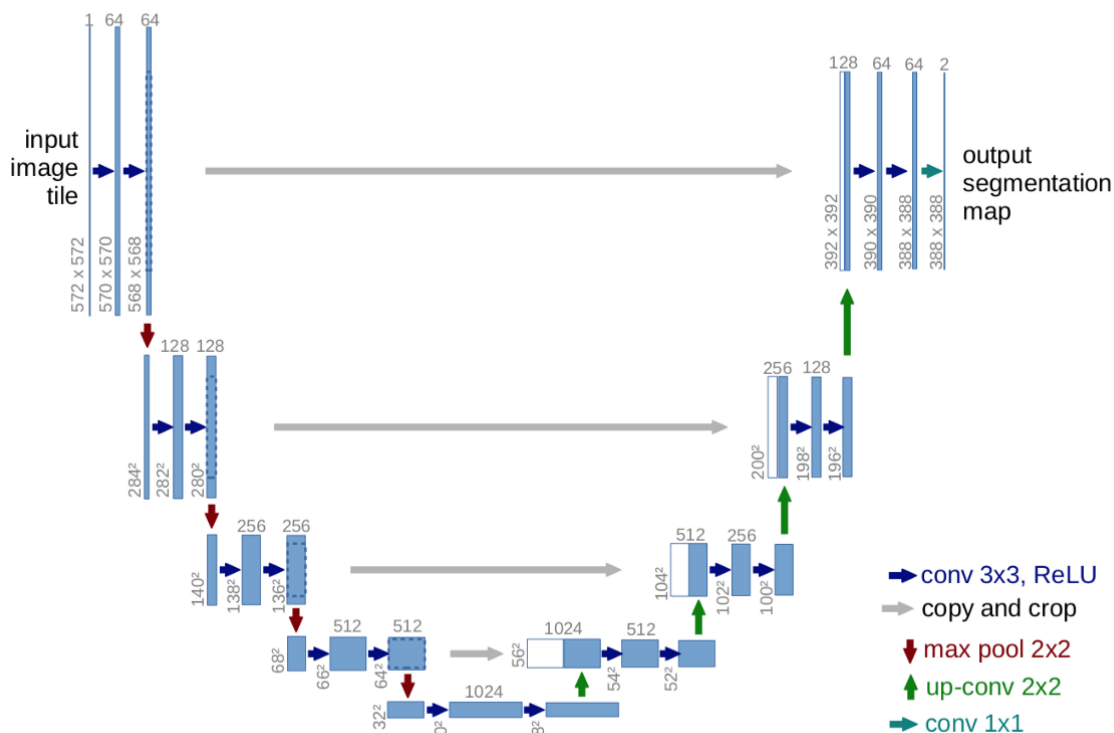 1 64 64
128 64 64 2
input
image
tile
output
segmentation
map
572 x 572
570 x 570
568 x 568
392 x 392
390 x 390
388 x 388
388 x 388
128 128
256 128
284²
282²
280²
200²
198²
196²
256 256
512 256
140²
138²
136²
104²
102²
100²
512 512
1024 512
68²
66²
64²
56²
54²
52²
1024
32²
conv 3x3, ReLU
copy and crop
max pool 2x2
up-conv 2x2
conv 1x1